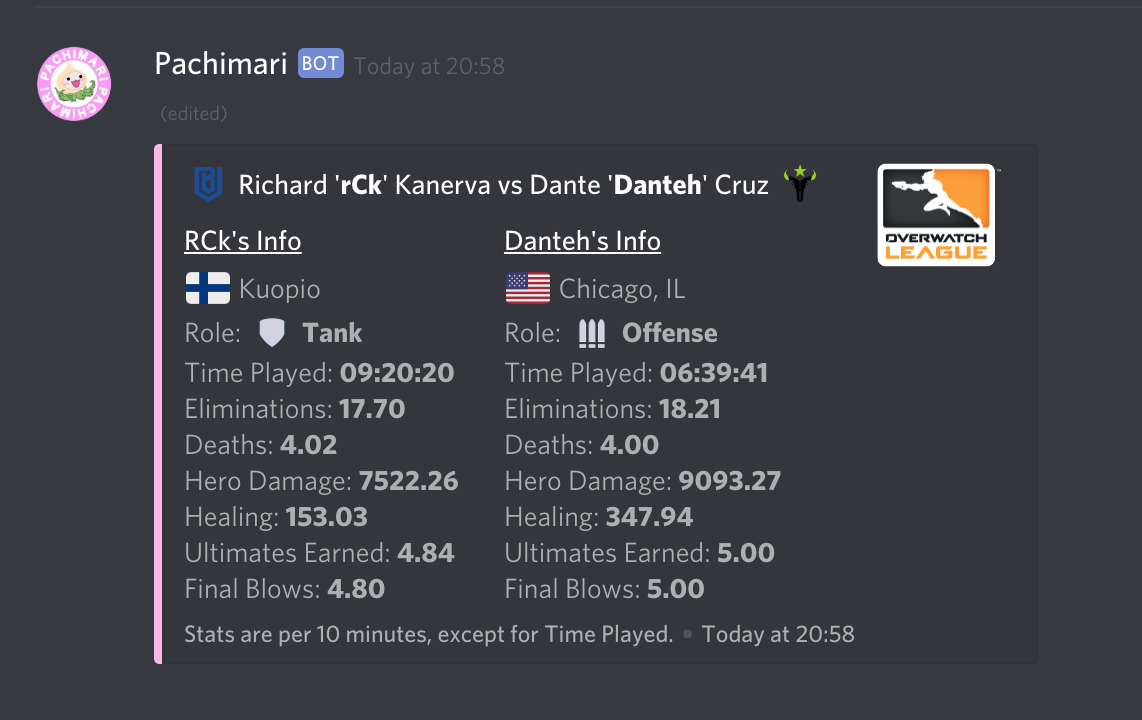 Pachimari BOT Today at 20:58
PACHIMARI PACHIMARI
(edited)
Richard 'rCk' Kanerva vs Dante 'Danteh' Cruz
OVERWATCH
LEAGUE
™
RCk's Info
Kuopio
Role: Tank
Time Played: 09:20:20
Eliminations: 17.70
Deaths: 4.02
Hero Damage: 7522.26
Healing: 153.03
Ultimates Earned: 4.84
Final Blows: 4.80
Danteh's Info
Chicago, IL
Role: Offense
Time Played: 06:39:41
Eliminations: 18.21
Deaths: 4.00
Hero Damage: 9093.27
Healing: 347.94
Ultimates Earned: 5.00
Final Blows: 5.00
Stats are per 10 minutes, except for Time Played. ▪ Today at 20:58